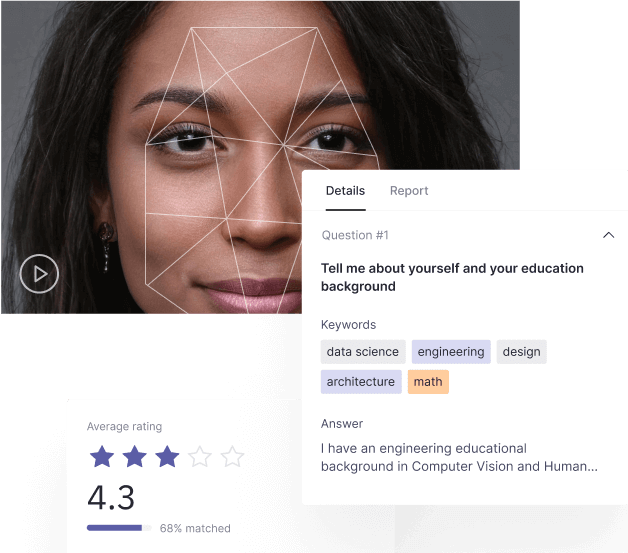 Details Report
Question #1
Tell me about yourself and your education
background
Keywords
data science engineering design
architecture math
Answer
I have an engineering educational
background in Computer Vision and Human...
Average rating
4.3
68% matched